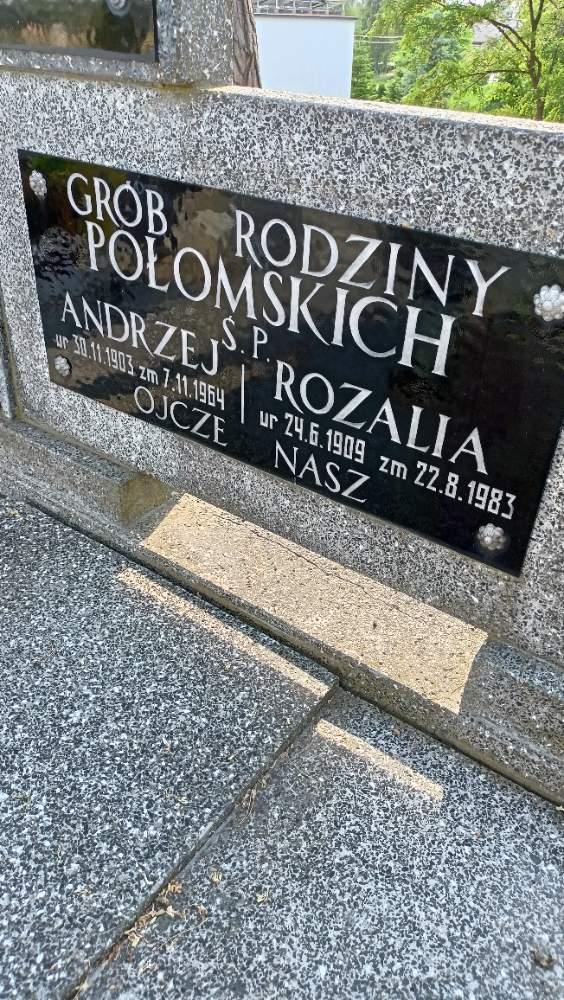 GRÓB RODZINY
POŁOMSKICH
Ś.P.
ANDRZEJ ROZALIA
ur 30.11.1903 zm 7.11.1964 ur 24.6.1909 zm 22.8.1983
OJCZE NASZ